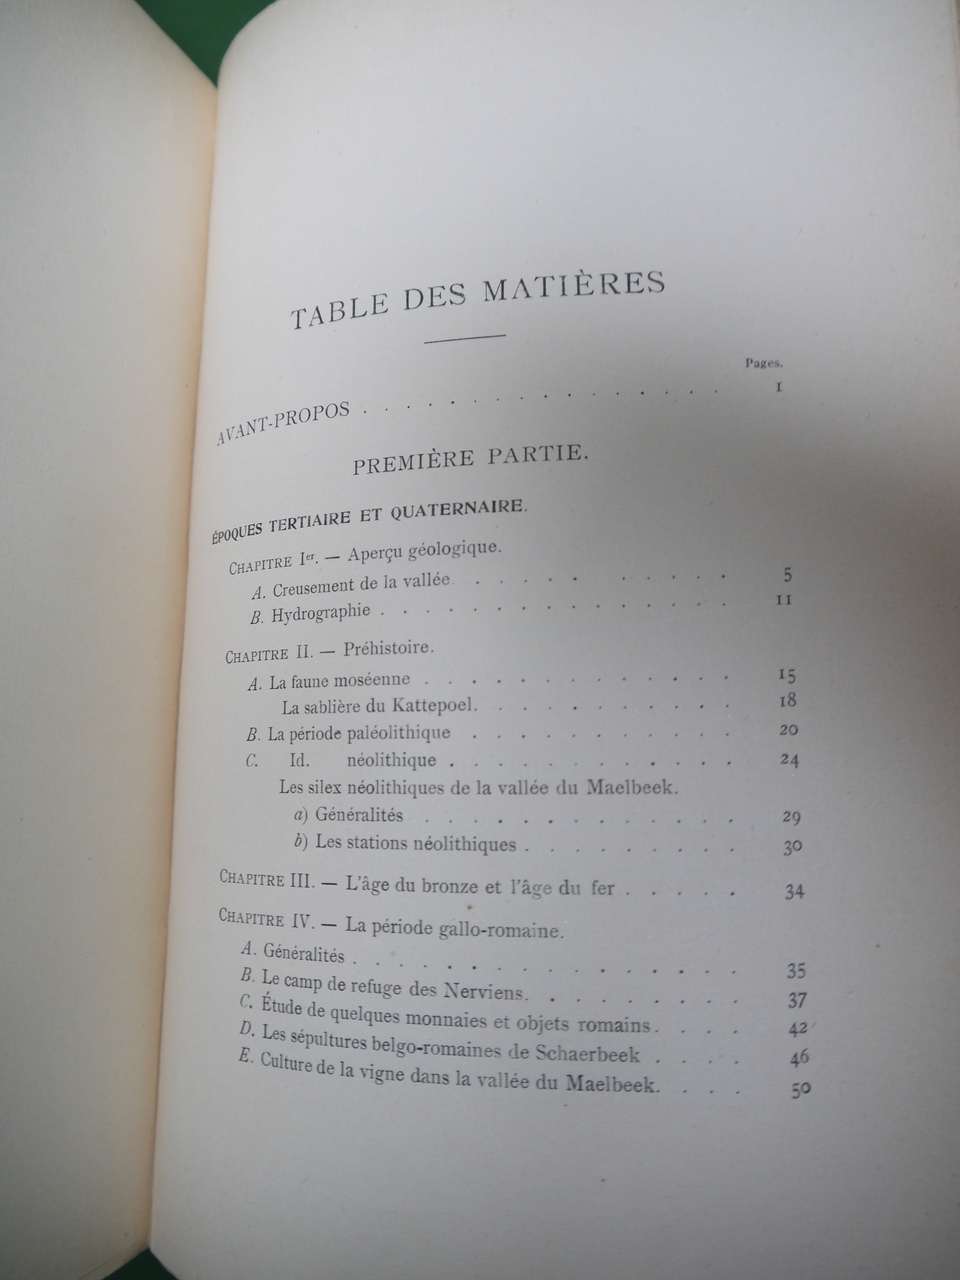 TABLE DES MATIÈRES
Pages.
AVANT-PROPOS . . . . . . . . . . . . . . . . . 1
PREMIÈRE PARTIE.
ÉPOQUES TERTIAIRE ET QUATERNAIRE.
CHAPITRE Ier. — Aperçu géologique.
A. Creusement de la vallée . . . . . . . . . . 5
B. Hydrographie . . . . . . . . . . . . 11
CHAPITRE II. — Préhistoire.
A. La faune moséenne . . . . . . . . . . . . . 15
La sablière du Kattepoel. . . . . . . . . . . 18
B. La période paléolithique . . . . . . . . . . . 20
C. Id. néolithique . . . . . . . . . . . . 24
Les silex néolithiques de la vallée du Maelbeek.
a) Généralités . . . . . . . . . . . . . 29
b) Les stations néolithiques . . . . . . . . . 30
CHAPITRE III. — L'âge du bronze et l'âge du fer . . . . . 34
CHAPITRE IV. — La période gallo-romaine.
A. Généralités . . . . . . . . . . . . . . 35
B. Le camp de refuge des Nerviens. . . . . . . . . 37
C. Étude de quelques monnaies et objets romains. . . . 42
D. Les sépultures belgo-romaines de Schaerbeek . . . . 46
E. Culture de la vigne dans la vallée du Maelbeek. . . . 50